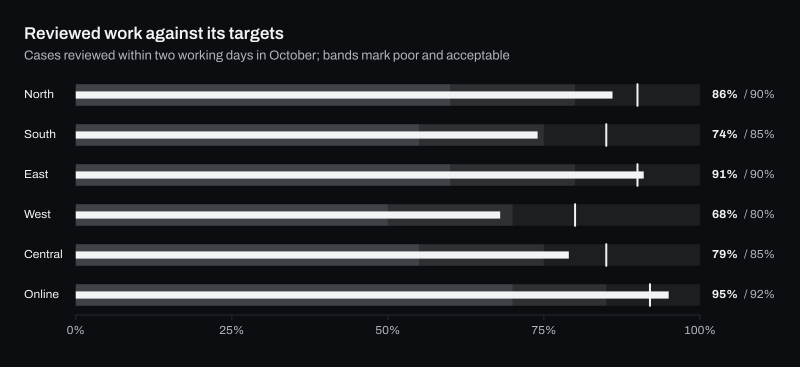 Reviewed work against its targets
Cases reviewed within two working days in October; bands mark poor and acceptable
North 86% / 90%
South 74% / 85%
East 91% / 90%
West 68% / 80%
Central 79% / 85%
Online 95% / 92%
0% 25% 50% 75% 100%